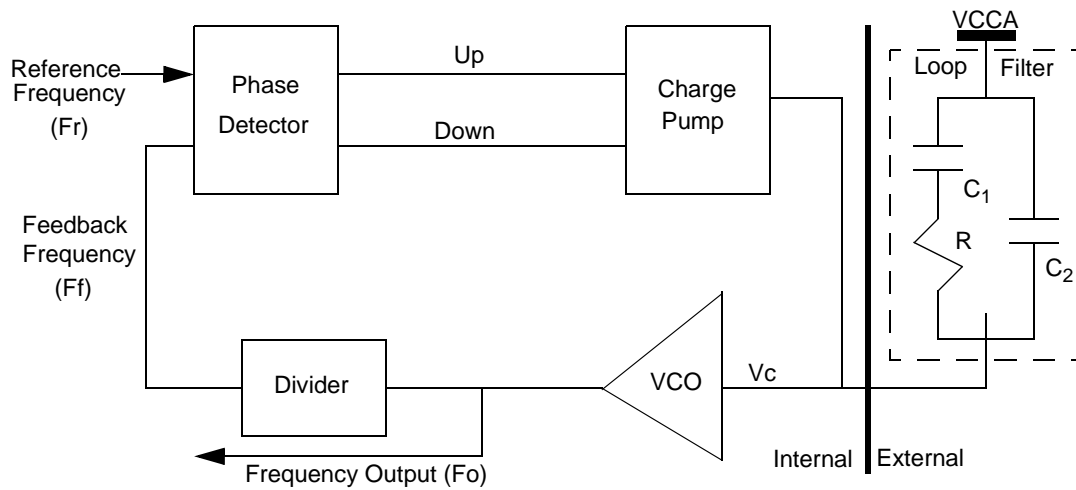 VCCA
Loop Filter
Reference
Frequency
(Fr)
Phase
Detector
Up
Down
Charge
Pump
C1
R
C2
Feedback
Frequency
(Ff)
Divider
VCO
Vc
Frequency Output (Fo)
Internal
External